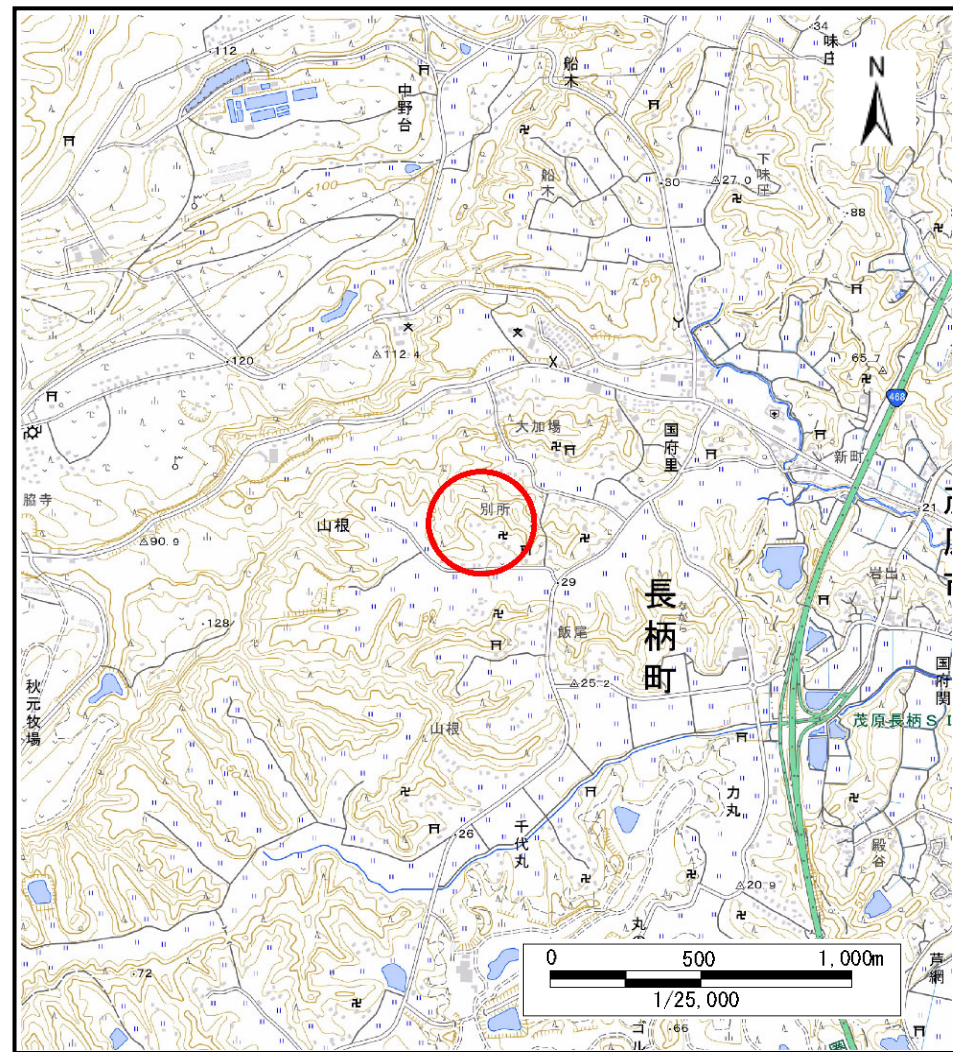 112
34
味庄
船木
中野台
N
船木
下味庄
30
27.0
88
100
50
112.4
120
65.7
468
大加場
国府里
新町
脇寺
別所
山根
21
90.9
岩出
29
長柄町
ながら
128
飯尾
25.2
秋元牧場
国府関
茂原長柄SI
山根
力丸
千代丸
26
殿谷
20.9
0 500 1,000m
1/25,000
芦網
72
66